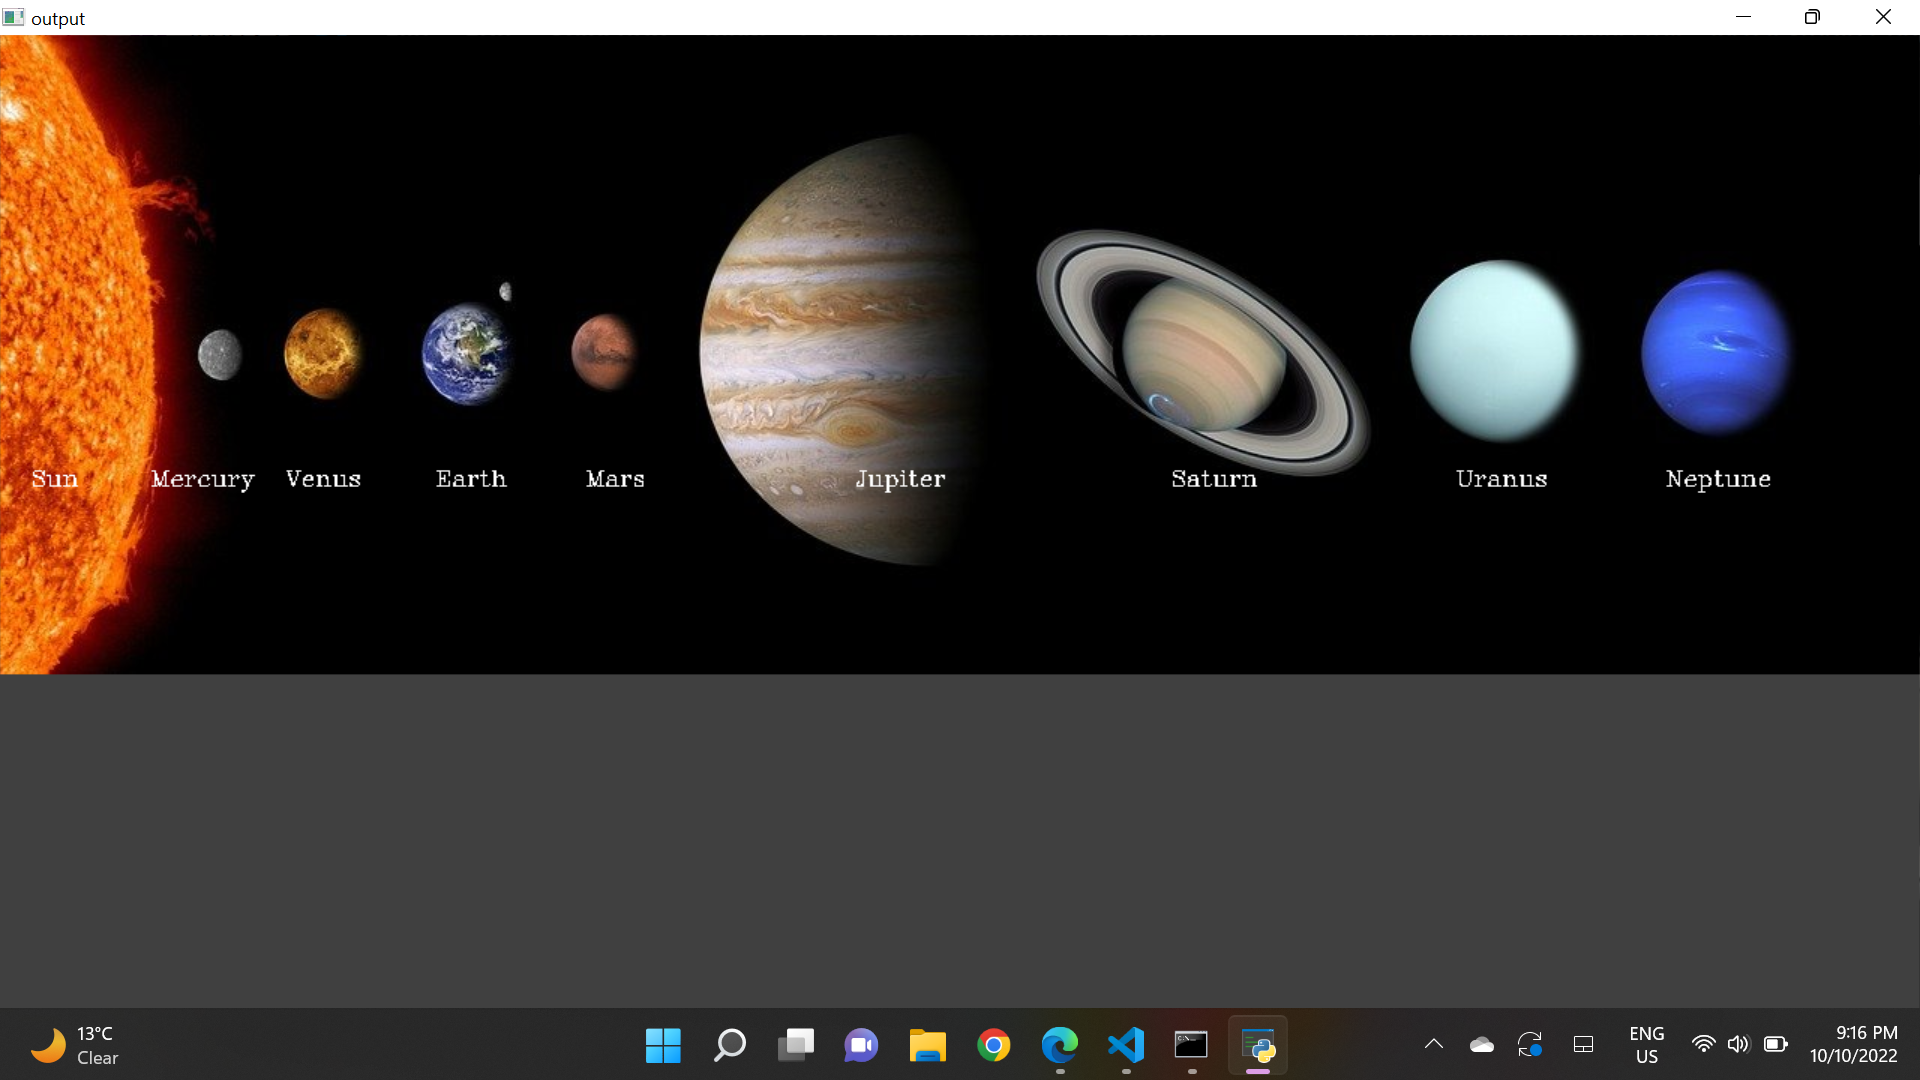 output
Sun Mercury Venus Earth Mars Jupiter Saturn Uranus Neptune
13°C
Clear
ENG
US
9:16 PM
10/10/2022